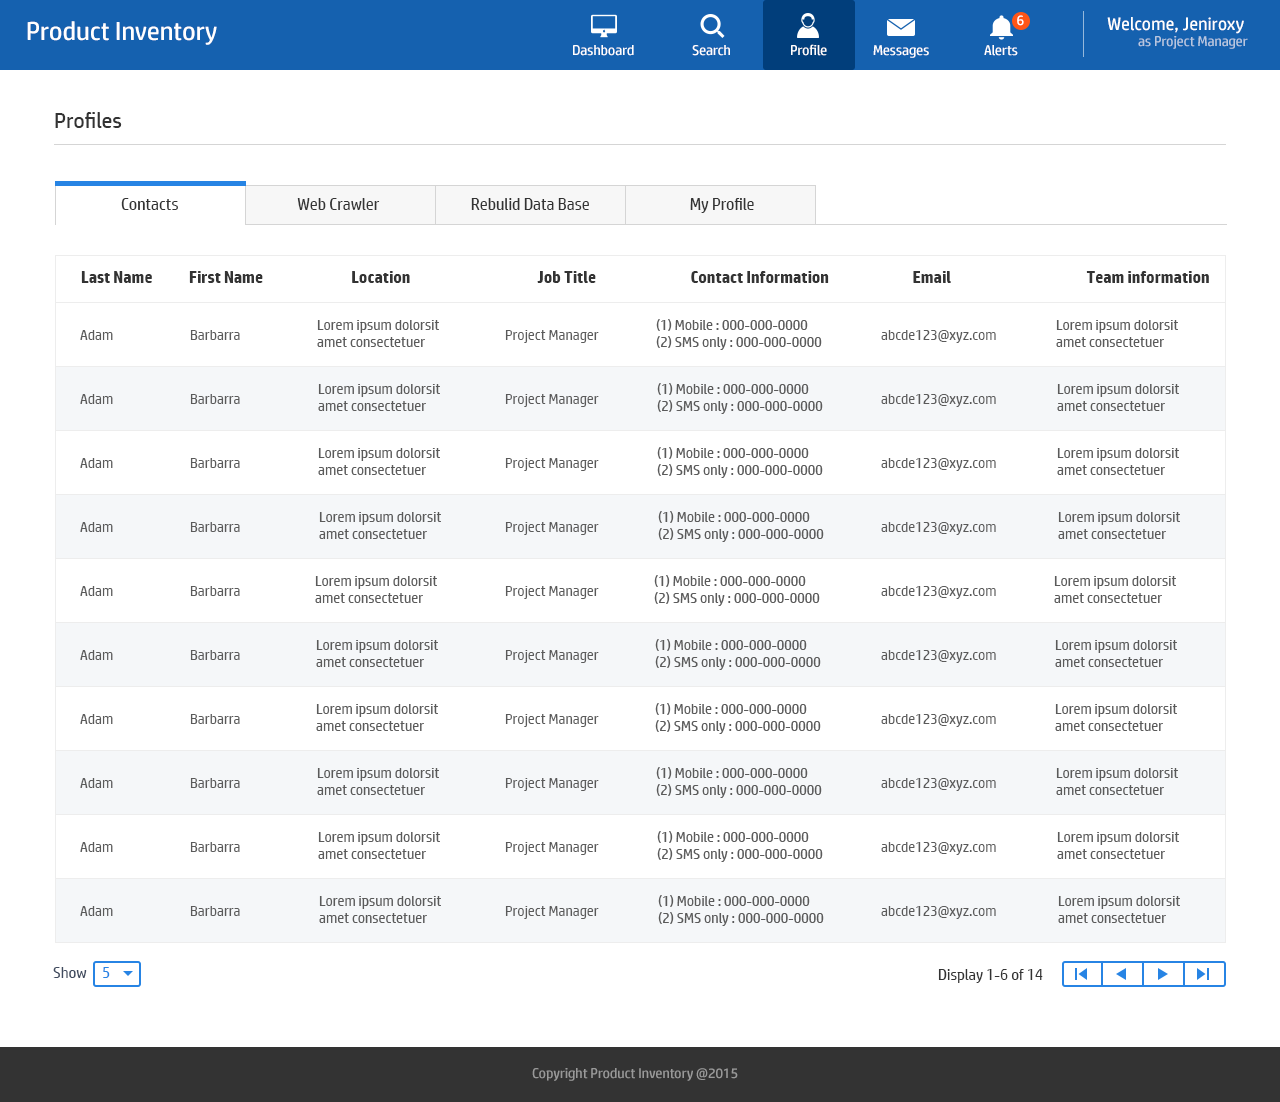 Product Inventory
Dashboard
Search
Profile
Messages
Alerts
6
Welcome, Jeniroxy
as Project Manager
Profiles
Contacts Web Crawler Rebulid Data Base My Profile
Last Name First Name Location Job Title Contact Information Email Team information
Adam Barbarra Lorem ipsum dolorsit Project Manager (1) Mobile : 000-000-0000 abcde123@xyz.com Lorem ipsum dolorsit
amet consectetuer (2) SMS only : 000-000-0000 amet consectetuer
Adam Barbarra Lorem ipsum dolorsit Project Manager (1) Mobile : 000-000-0000 abcde123@xyz.com Lorem ipsum dolorsit
amet consectetuer (2) SMS only : 000-000-0000 amet consectetuer
Adam Barbarra Lorem ipsum dolorsit Project Manager (1) Mobile : 000-000-0000 abcde123@xyz.com Lorem ipsum dolorsit
amet consectetuer (2) SMS only : 000-000-0000 amet consectetuer
Adam Barbarra Lorem ipsum dolorsit Project Manager (1) Mobile : 000-000-0000 abcde123@xyz.com Lorem ipsum dolorsit
amet consectetuer (2) SMS only : 000-000-0000 amet consectetuer
Adam Barbarra Lorem ipsum dolorsit Project Manager (1) Mobile : 000-000-0000 abcde123@xyz.com Lorem ipsum dolorsit
amet consectetuer (2) SMS only : 000-000-0000 amet consectetuer
Adam Barbarra Lorem ipsum dolorsit Project Manager (1) Mobile : 000-000-0000 abcde123@xyz.com Lorem ipsum dolorsit
amet consectetuer (2) SMS only : 000-000-0000 amet consectetuer
Adam Barbarra Lorem ipsum dolorsit Project Manager (1) Mobile : 000-000-0000 abcde123@xyz.com Lorem ipsum dolorsit
amet consectetuer (2) SMS only : 000-000-0000 amet consectetuer
Adam Barbarra Lorem ipsum dolorsit Project Manager (1) Mobile : 000-000-0000 abcde123@xyz.com Lorem ipsum dolorsit
amet consectetuer (2) SMS only : 000-000-0000 amet consectetuer
Adam Barbarra Lorem ipsum dolorsit Project Manager (1) Mobile : 000-000-0000 abcde123@xyz.com Lorem ipsum dolorsit
amet consectetuer (2) SMS only : 000-000-0000 amet consectetuer
Adam Barbarra Lorem ipsum dolorsit Project Manager (1) Mobile : 000-000-0000 abcde123@xyz.com Lorem ipsum dolorsit
amet consectetuer (2) SMS only : 000-000-0000 amet consectetuer
Show 5
Display 1-6 of 14
Copyright Product Inventory @2015